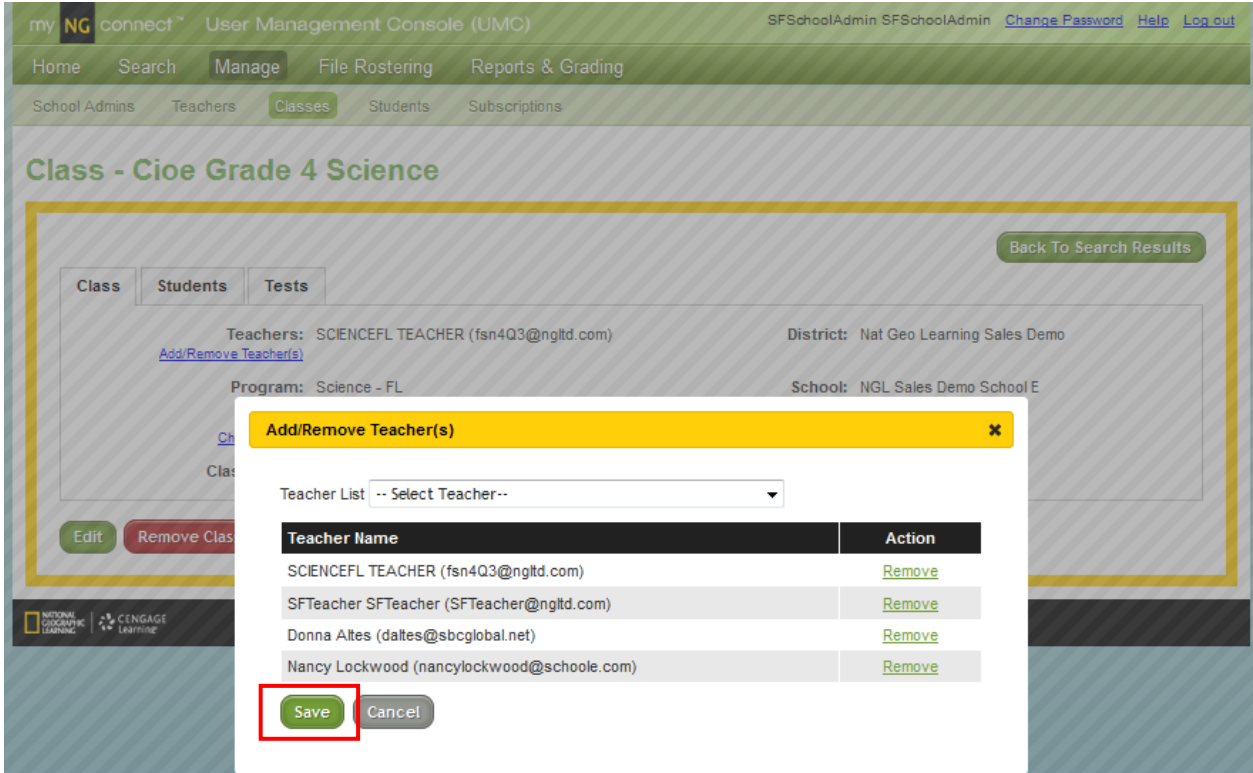 my NG connect™ User Management Console (UMC) SFSchoolAdmin SFSchoolAdmin Change Password Help Log out
Home Search Manage File Rostering Reports & Grading
School Admins Teachers Classes Students Subscriptions
Class - Cioe Grade 4 Science
Back To Search Results
Class Students Tests
Teachers: SCIENCEFL TEACHER (fsn4Q3@ngltd.com) District: Nat Geo Learning Sales Demo
Add/Remove Teacher(s)
Program: Science - FL School: NGL Sales Demo School E
Ch
Clas
Edit Remove Clas
Add/Remove Teacher(s) ✖
Teacher List -- Select Teacher--
Teacher Name Action
SCIENCEFL TEACHER (fsn4Q3@ngltd.com) Remove
SFTeacher SFTeacher (SFTeacher@ngltd.com) Remove
Donna Altes (daltes@sbcglobal.net) Remove
Nancy Lockwood (nancylockwood@schoole.com) Remove
Save Cancel
NATIONAL GEOGRAPHIC LEARNING CENGAGE Learning